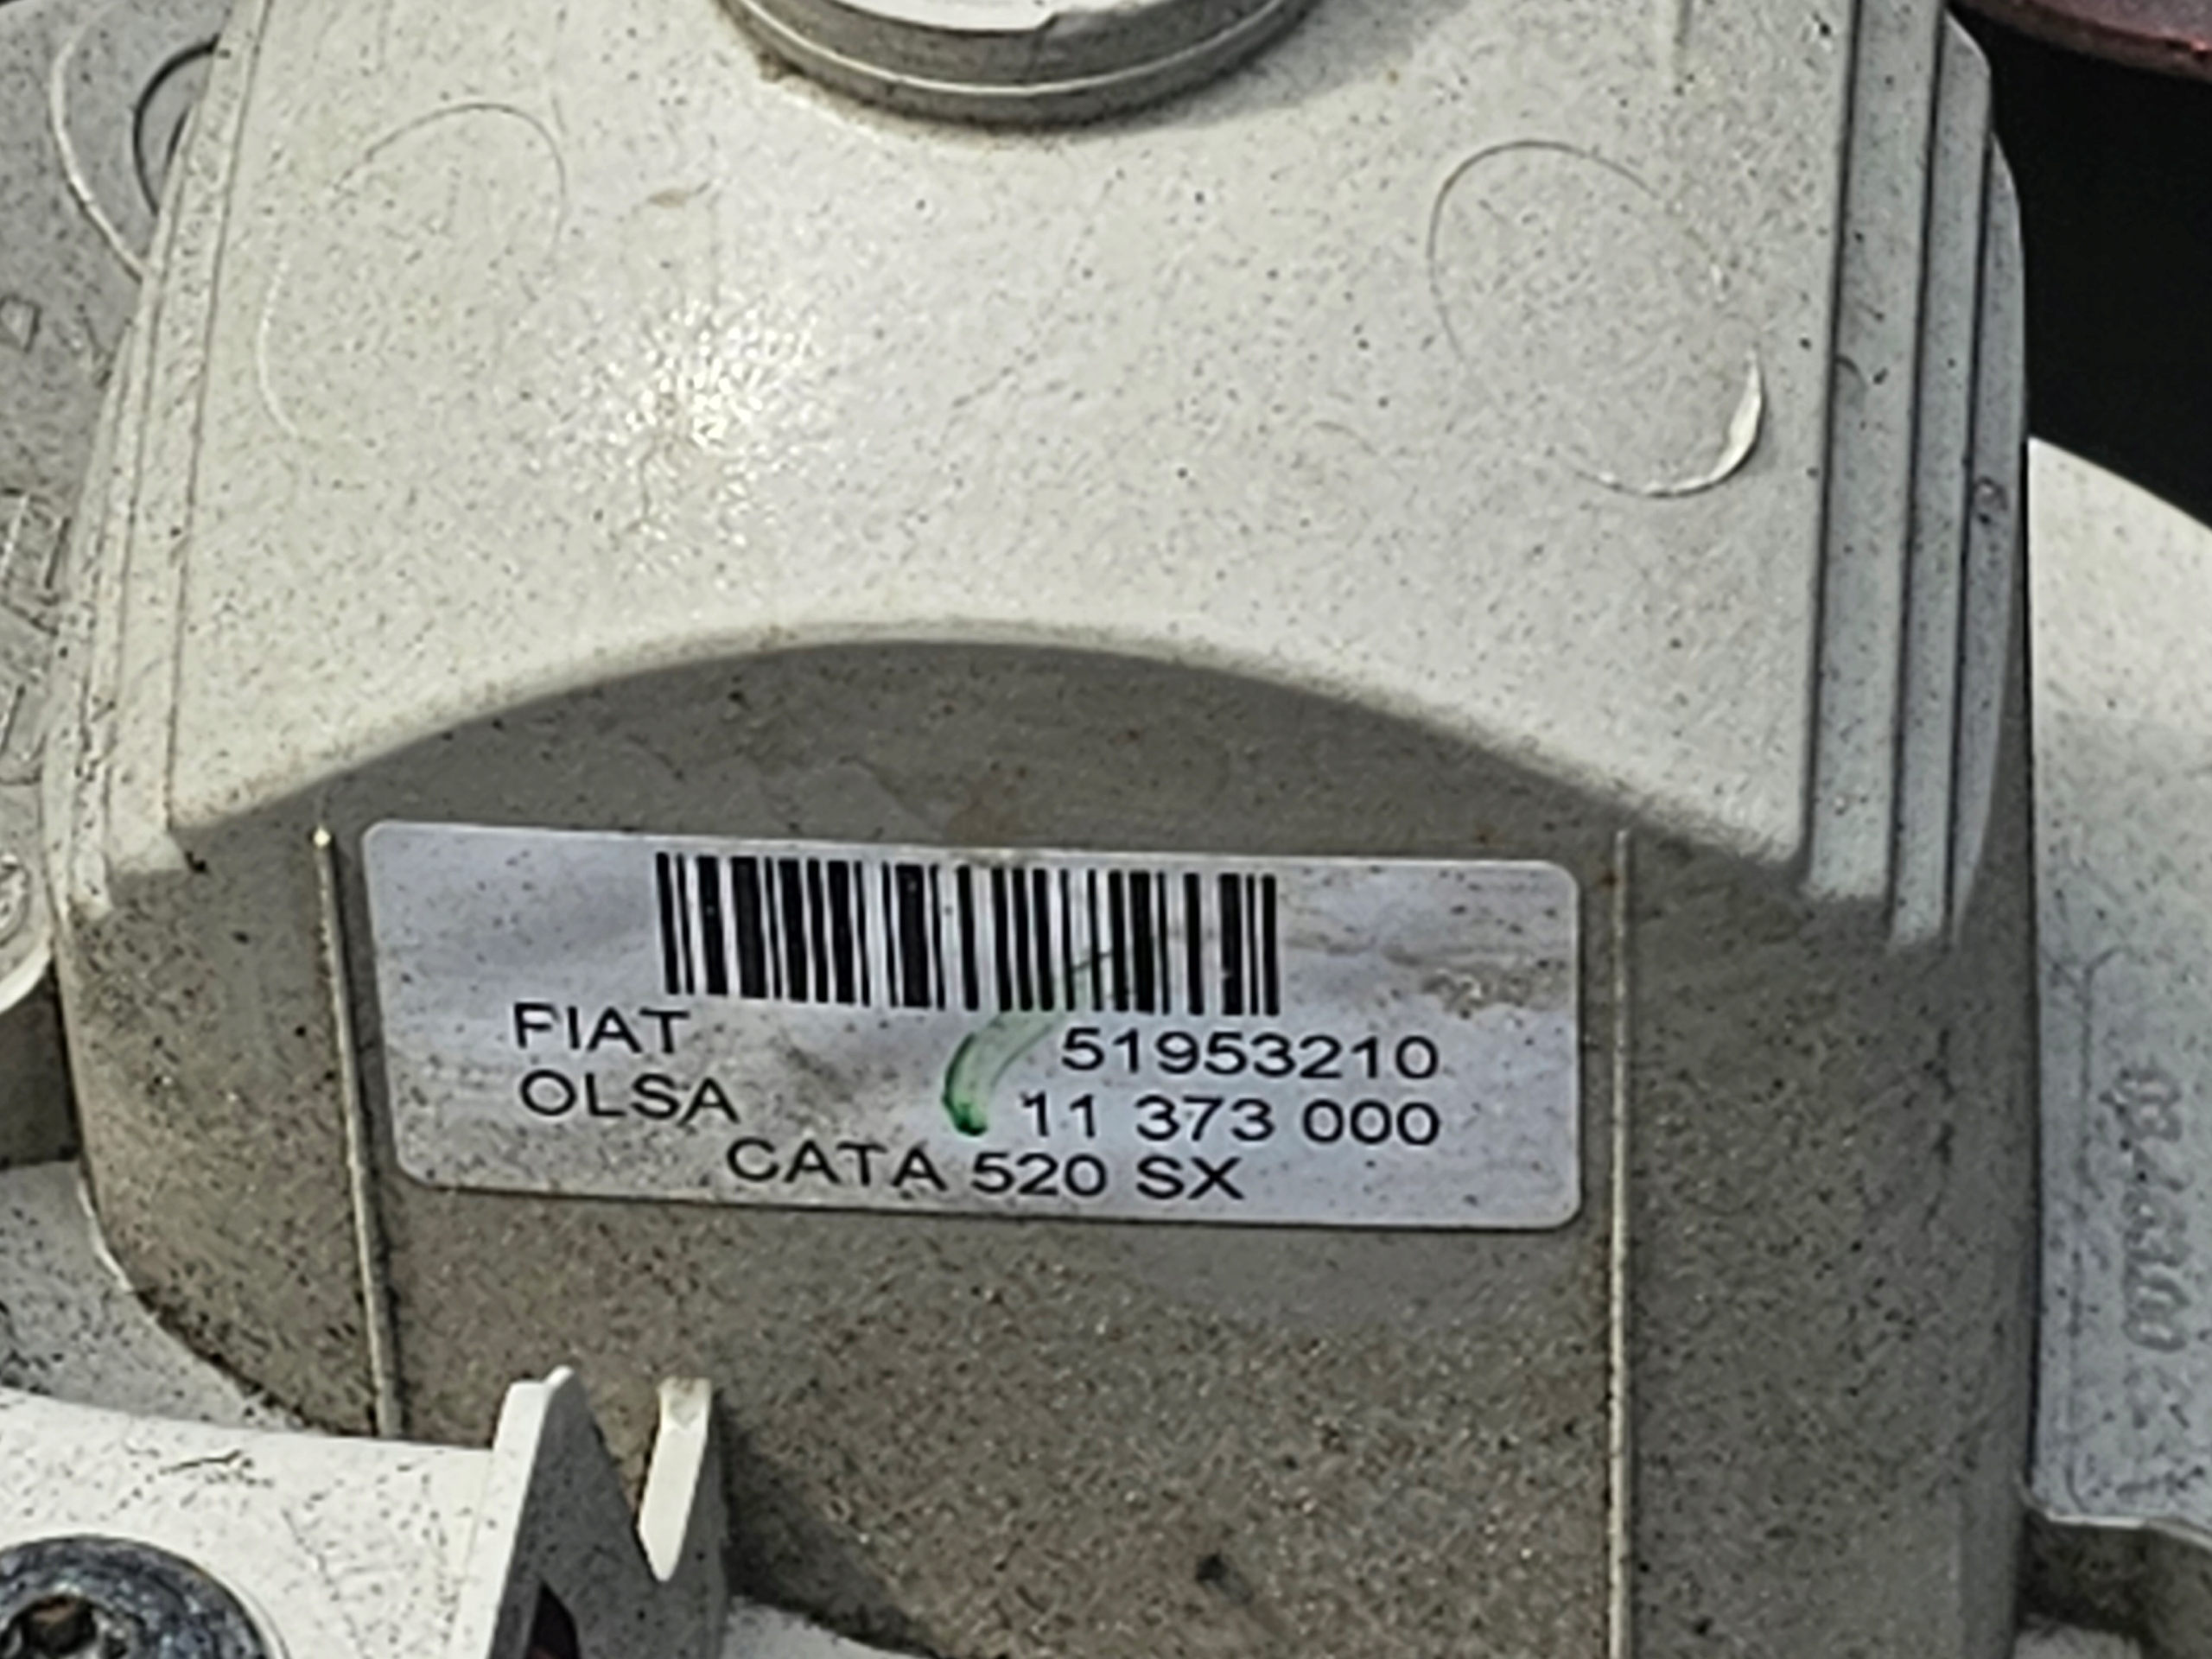 FIAT 51953210
OLSA 11 373 000
CATA 520 SX